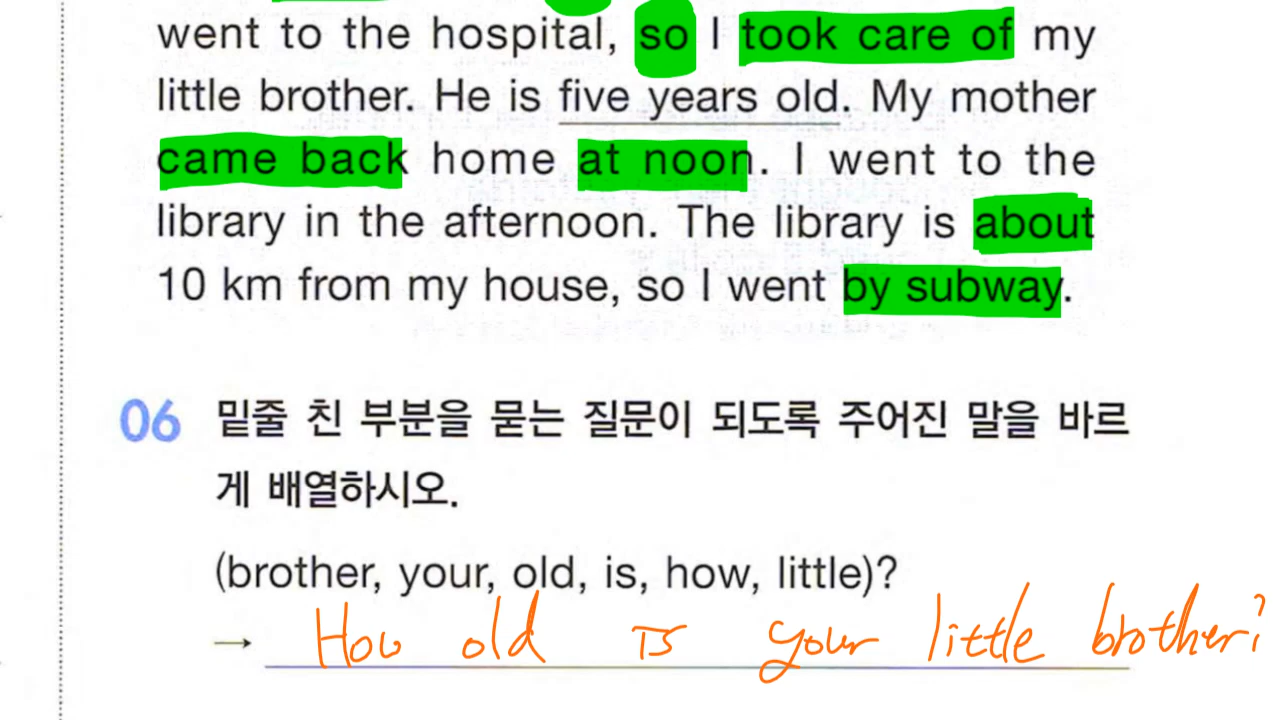 went to the hospital, so I took care of my
little brother. He is five years old. My mother
came back home at noon. I went to the
library in the afternoon. The library is about
10 km from my house, so I went by subway.
06 밑줄 친 부분을 묻는 질문이 되도록 주어진 말을 바르
게 배열하시오.
(brother, your, old, is, how, little)?
→ How old is your little brother?